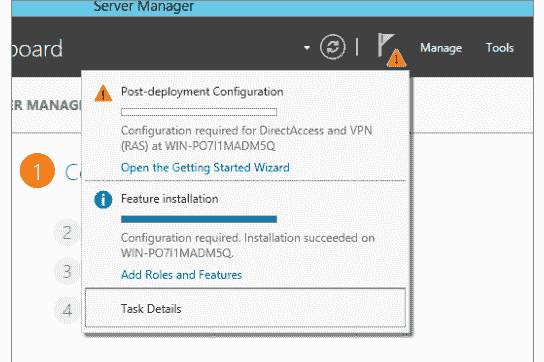 Server Manager
board
Manage
Tools
ER MANAG
1
Co
Post-deployment Configuration
Configuration required for DirectAccess and VPN
(RAS) at WIN-PO7I1MADM5Q
Open the Getting Started Wizard
2
Feature installation
Configuration required. Installation succeeded on
WIN-PO7I1MADM5Q.
3
Add Roles and Features
4
Task Details